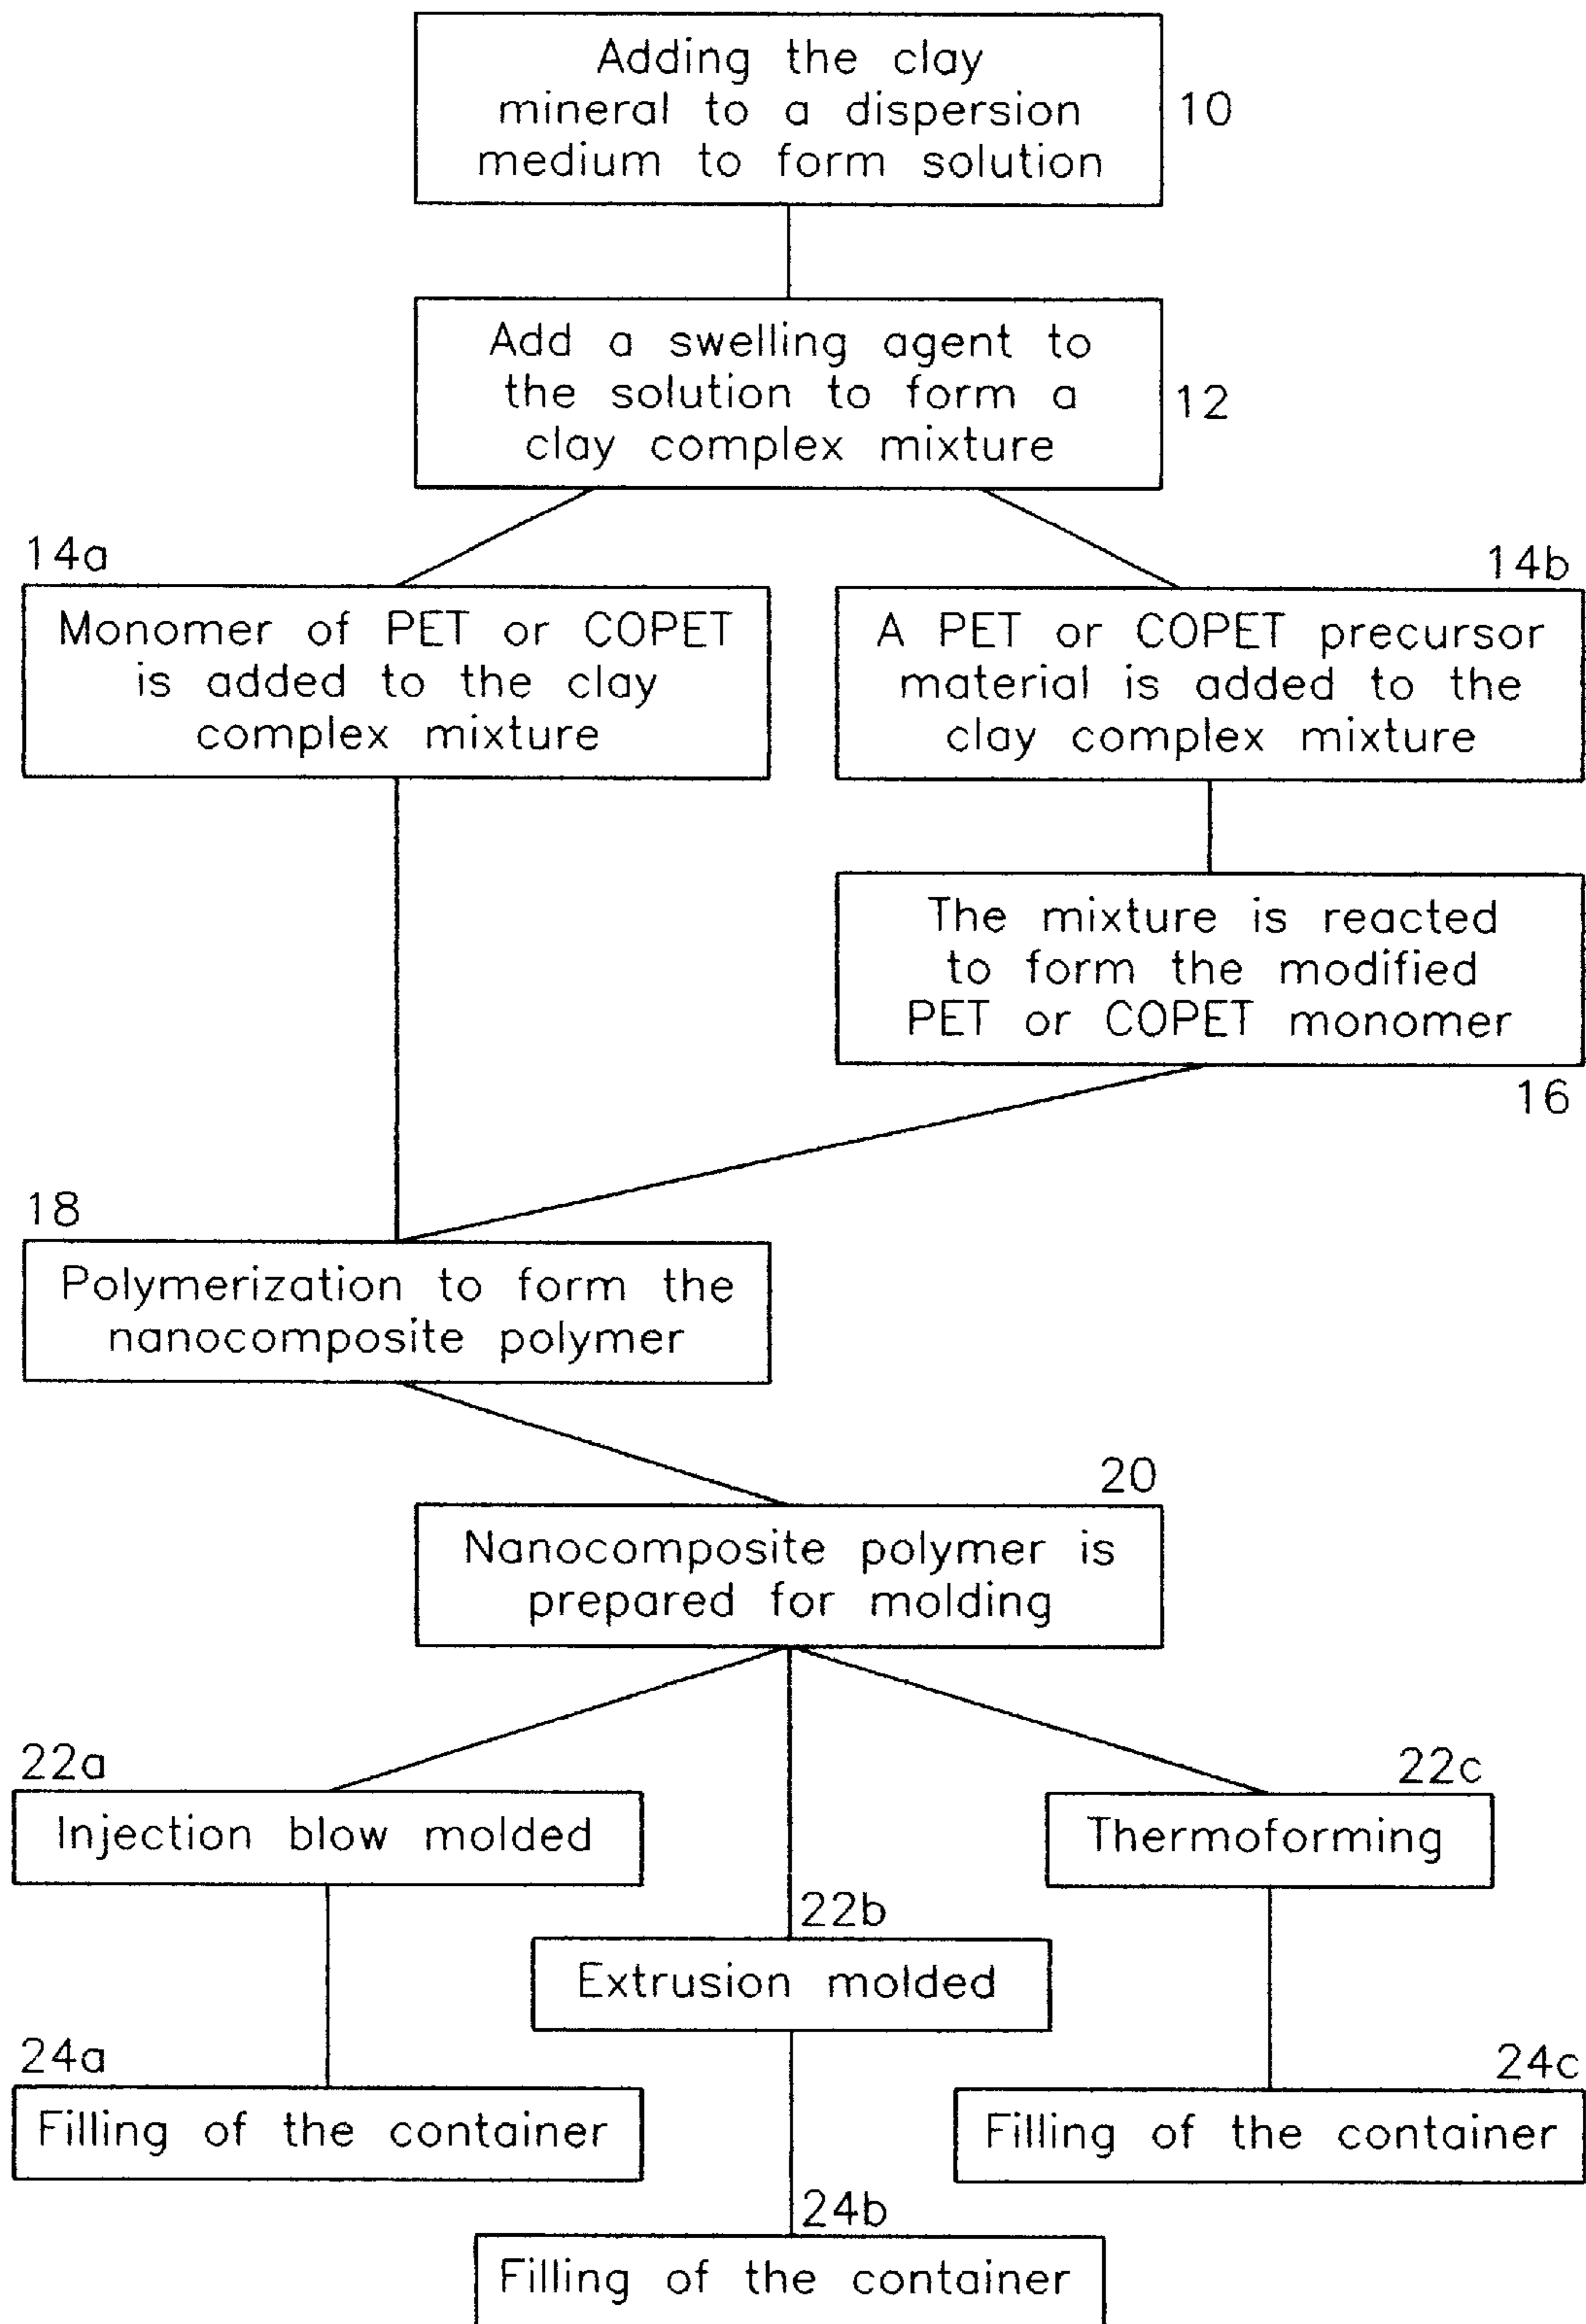 Adding the clay
mineral to a dispersion
medium to form solution
10
Add a swelling agent to
the solution to form a
clay complex mixture
12
14a
Monomer of PET or COPET
is added to the clay
complex mixture
14b
A PET or COPET precursor
material is added to the
clay complex mixture
The mixture is reacted
to form the modified
PET or COPET monomer
16
18
Polymerization to form the
nanocomposite polymer
20
Nanocomposite polymer is
prepared for molding
22a
Injection blow molded
22b
Extrusion molded
22c
Thermoforming
24a
Filling of the container
24b
Filling of the container
24c
Filling of the container